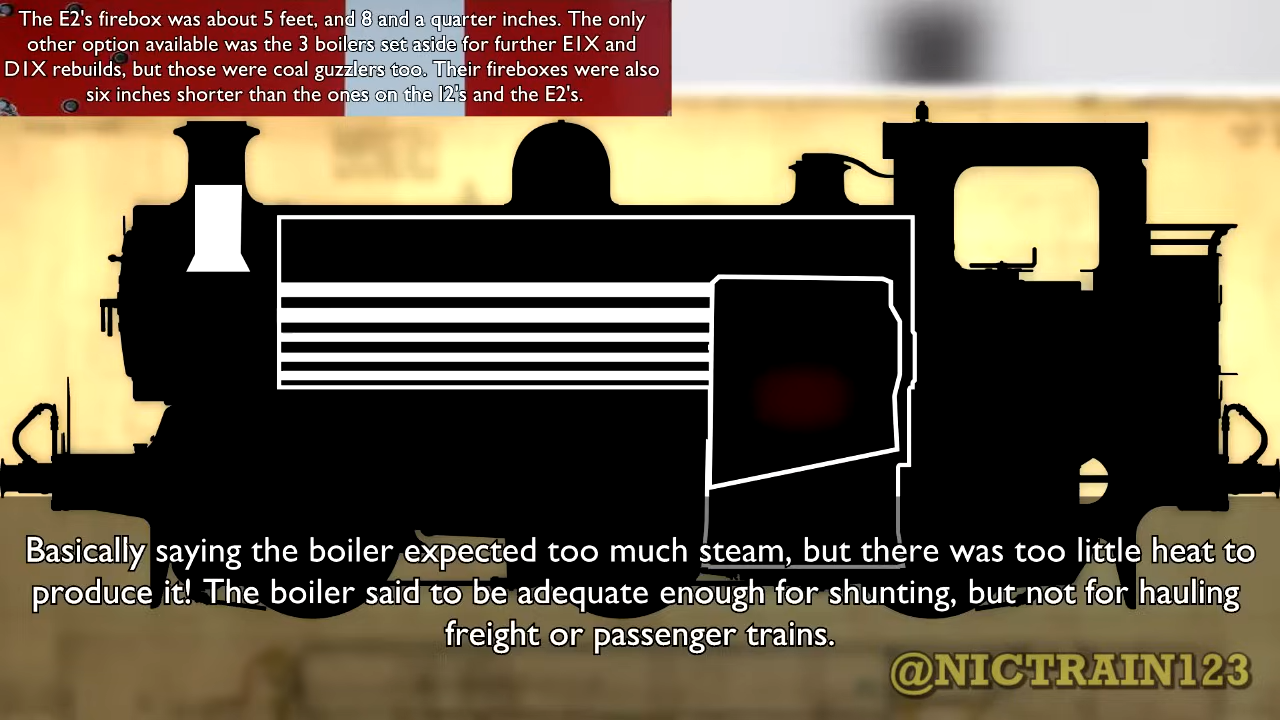 The E2's firebox was about 5 feet, and 8 and a quarter inches. The only
other option available was the 3 boilers set aside for further E1X and
D1X rebuilds, but those were coal guzzlers too. Their fireboxes were also
six inches shorter than the ones on the I2's and the E2's.
Basically saying the boiler expected too much steam, but there was too little heat to
produce it! The boiler said to be adequate enough for shunting, but not for hauling
freight or passenger trains.
@NICTRAIN123